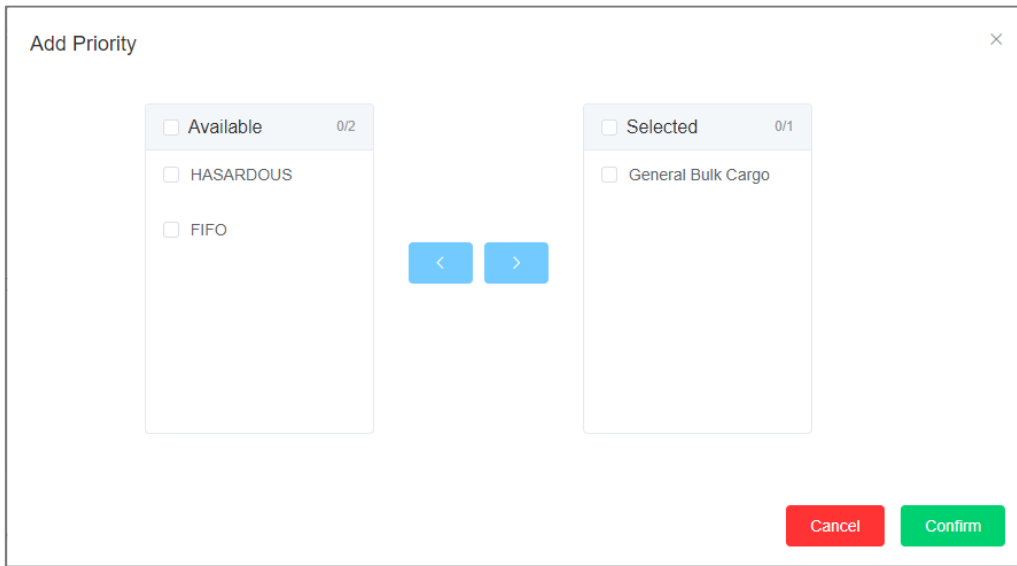 Add Priority
Available 0/2
HASARDOUS
FIFO
Selected 0/1
General Bulk Cargo
Cancel Confirm